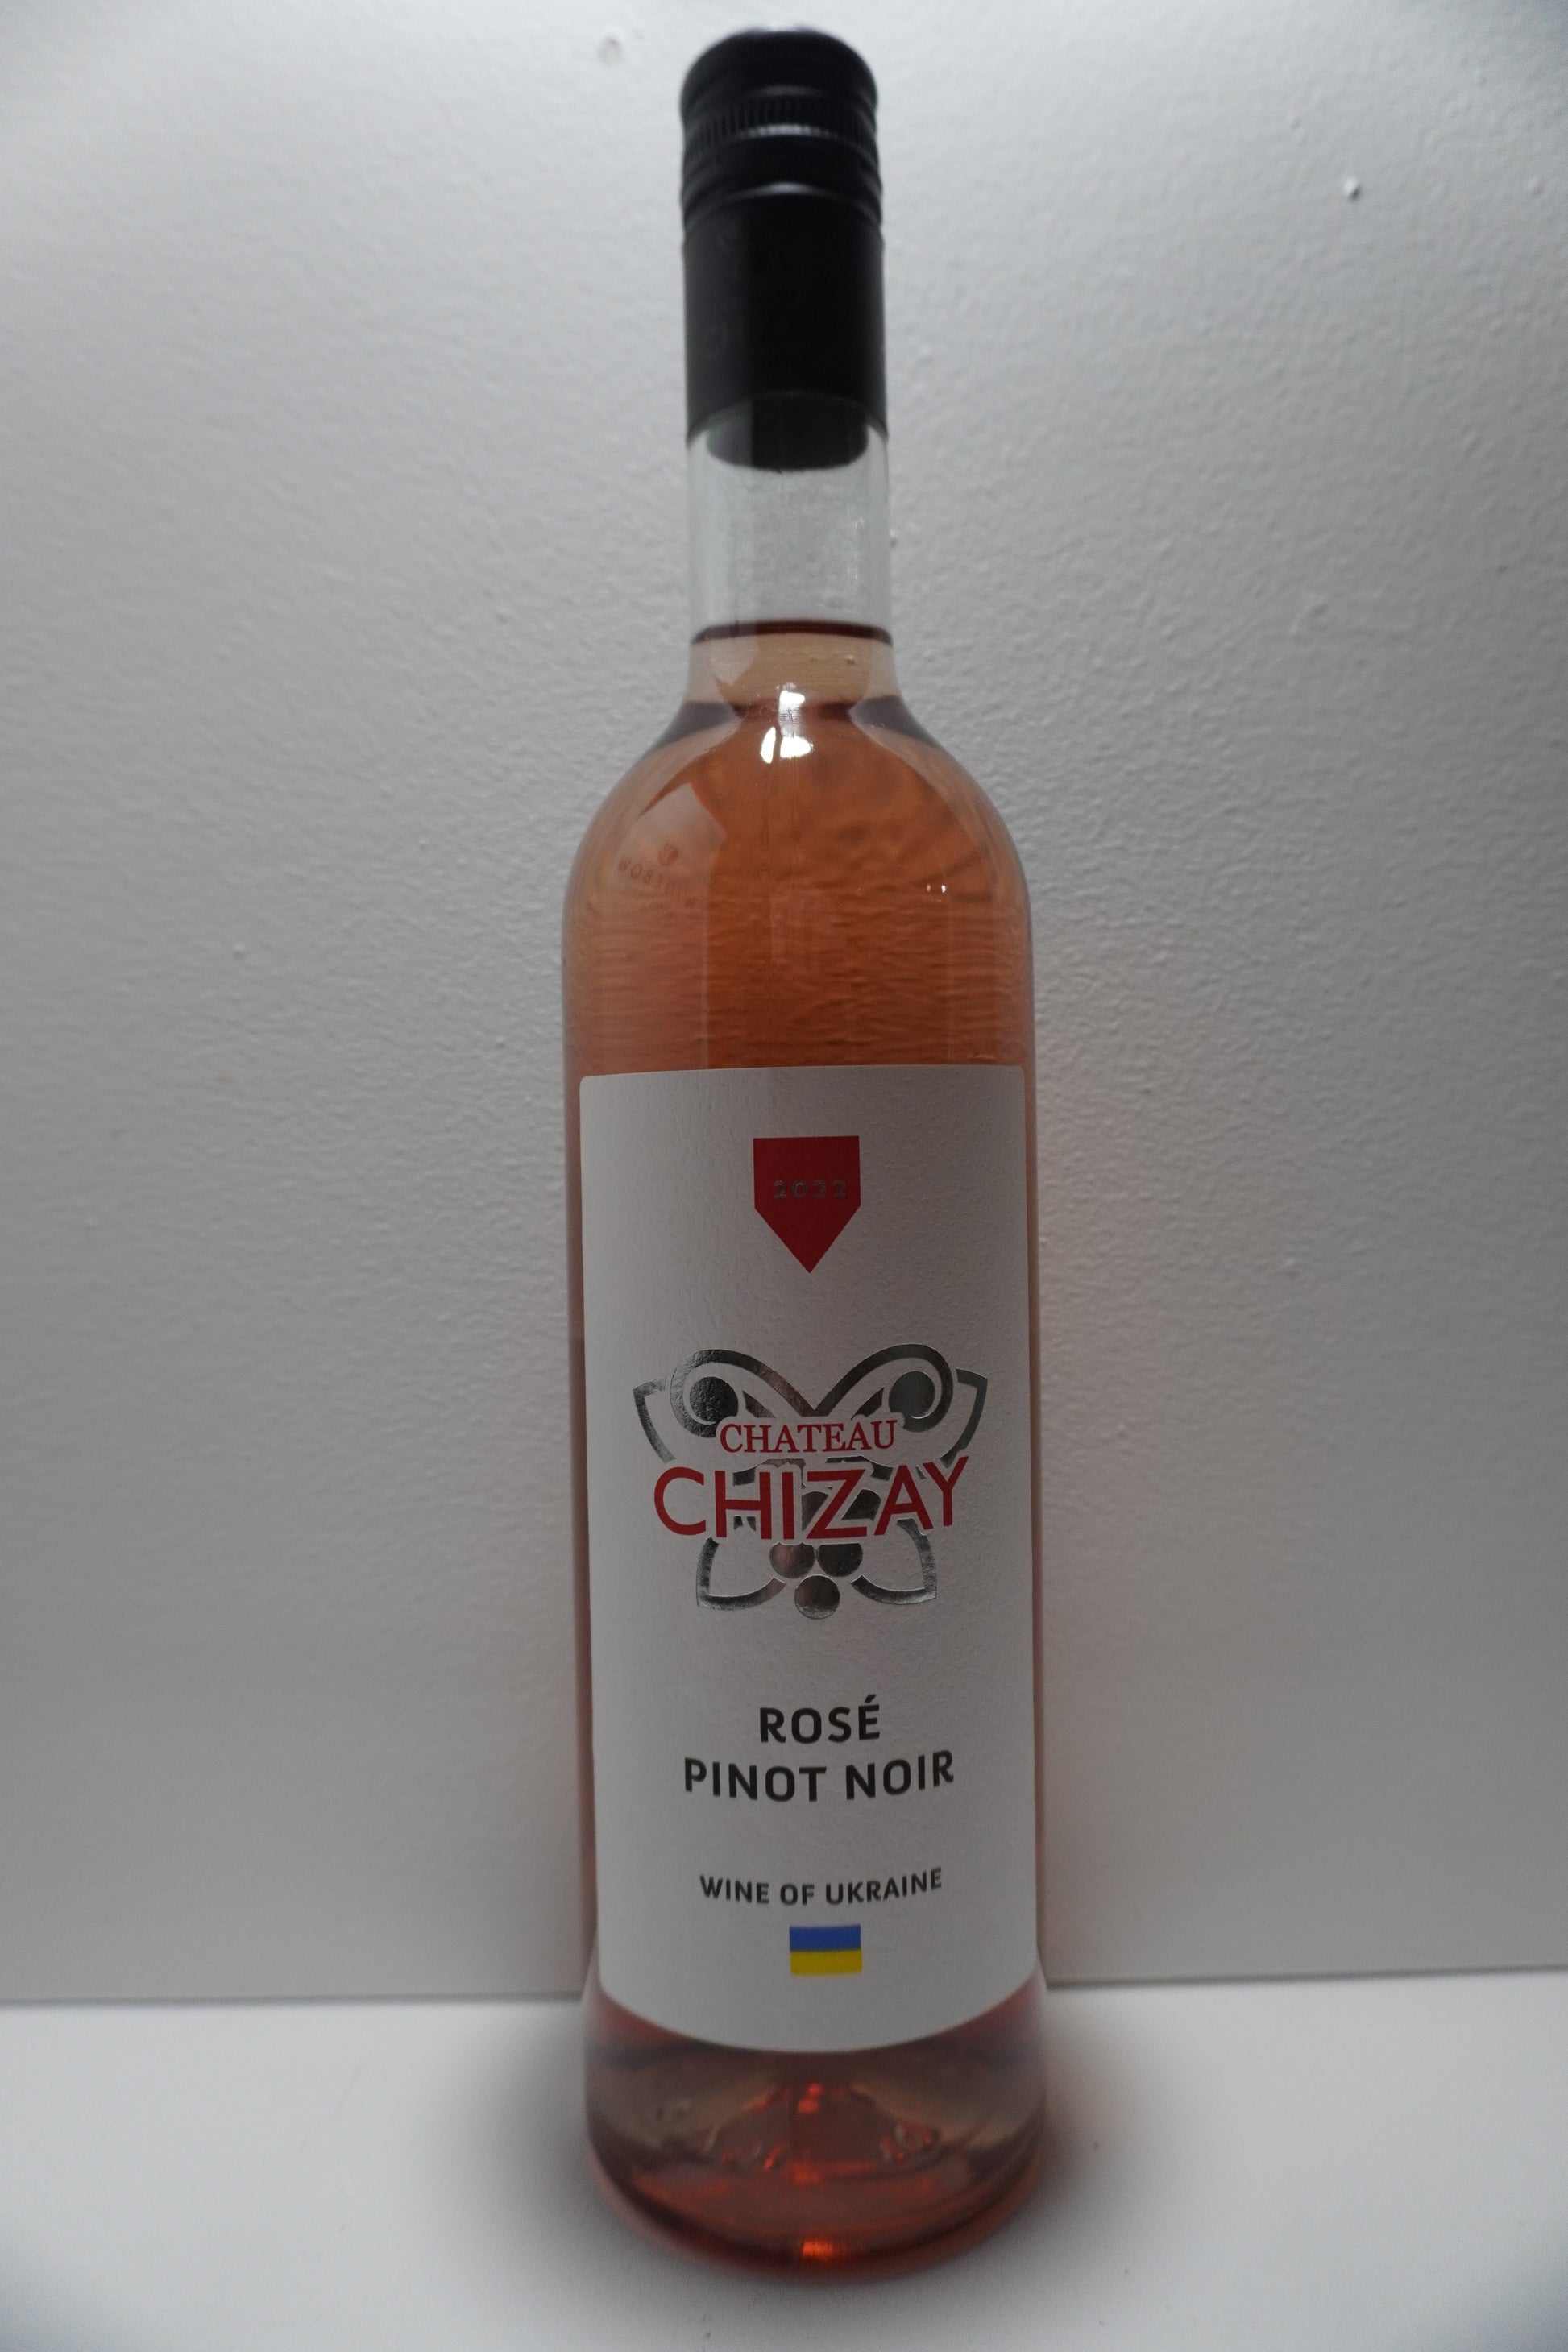 2022
CHATEAU
CHIZAY
ROSÉ
PINOT NOIR
WINE OF UKRAINE